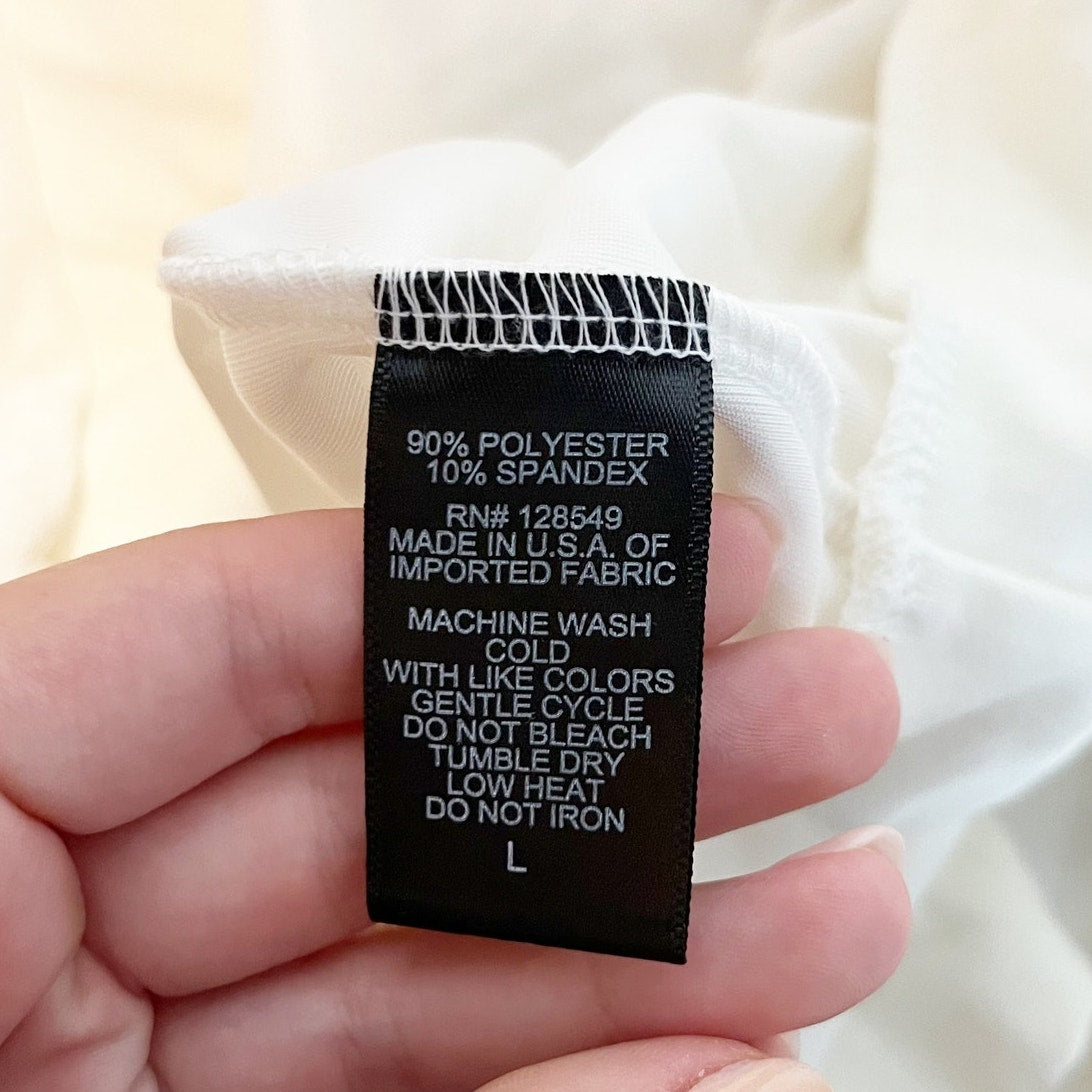 90% POLYESTER
10% SPANDEX
RN# 128549
MADE IN U.S.A. OF
IMPORTED FABRIC
MACHINE WASH
COLD
WITH LIKE COLORS
GENTLE CYCLE
DO NOT BLEACH
TUMBLE DRY
LOW HEAT
DO NOT IRON
L